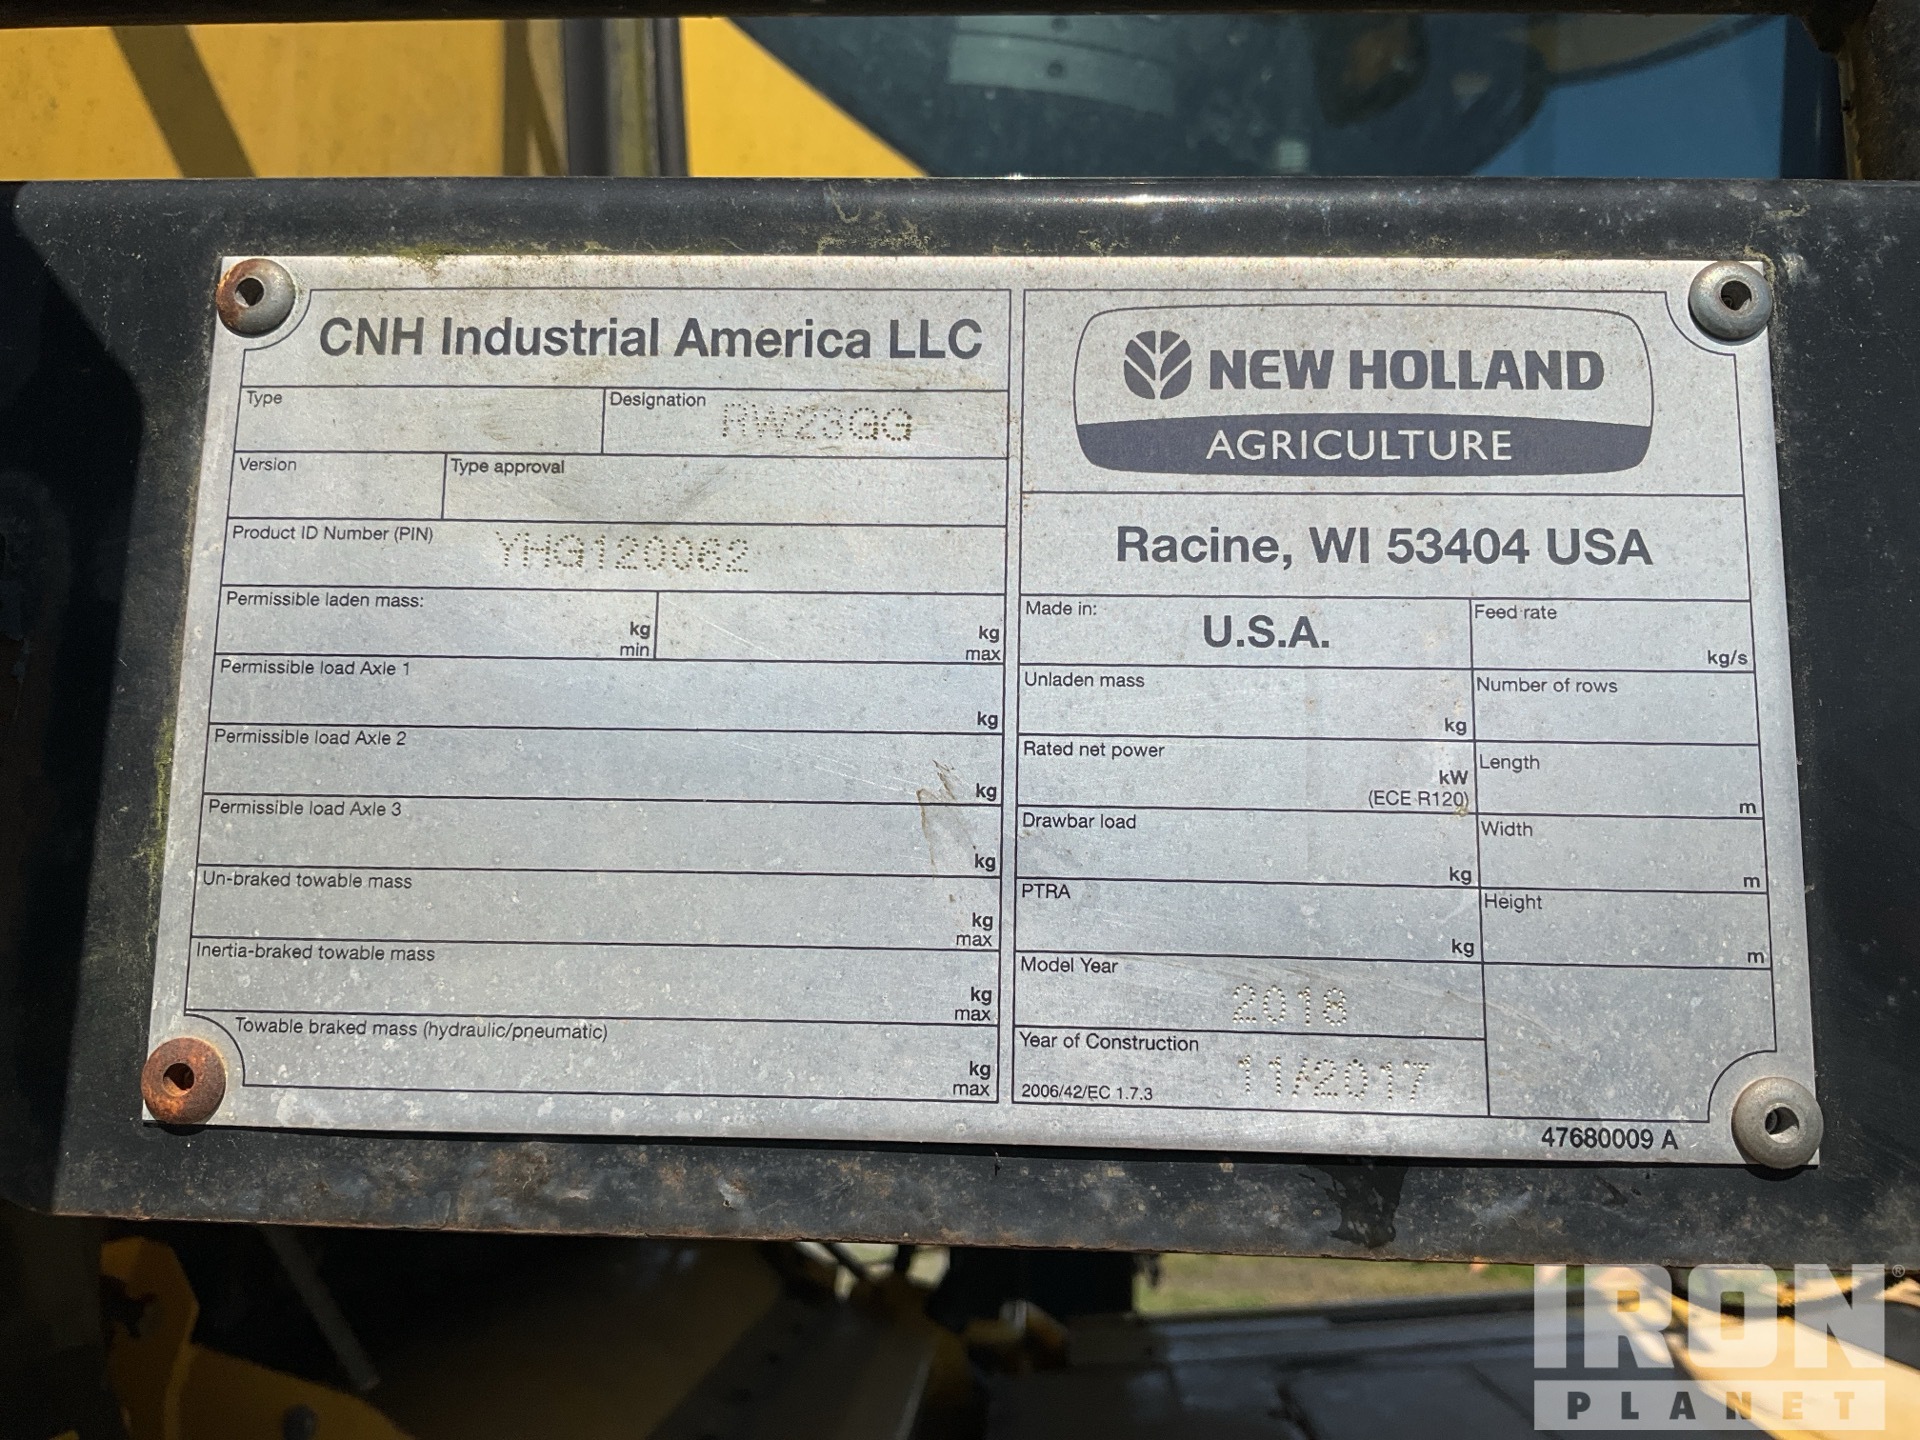 CNH Industrial America LLC
Type
Designation RW23GG
Version
Type approval
Product ID Number (PIN) YHG120062
Permissible laden mass:
kg
min
kg
max
Permissible load Axle 1
kg
Permissible load Axle 2
kg
Permissible load Axle 3
kg
Un-braked towable mass
kg
max
Inertia-braked towable mass
kg
max
Towable braked mass (hydraulic/pneumatic)
kg
max
NEW HOLLAND
AGRICULTURE
Racine, WI 53404 USA
Made in:
U.S.A.
Feed rate
kg/s
Unladen mass
kg
Number of rows
Rated net power
kW
(ECE R120)
Length
m
Drawbar load
kg
Width
m
PTRA
kg
Height
m
Model Year
2018
Year of Construction
11/2017
2006/42/EC 1.7.3
47680009 A
IRON
PLANET